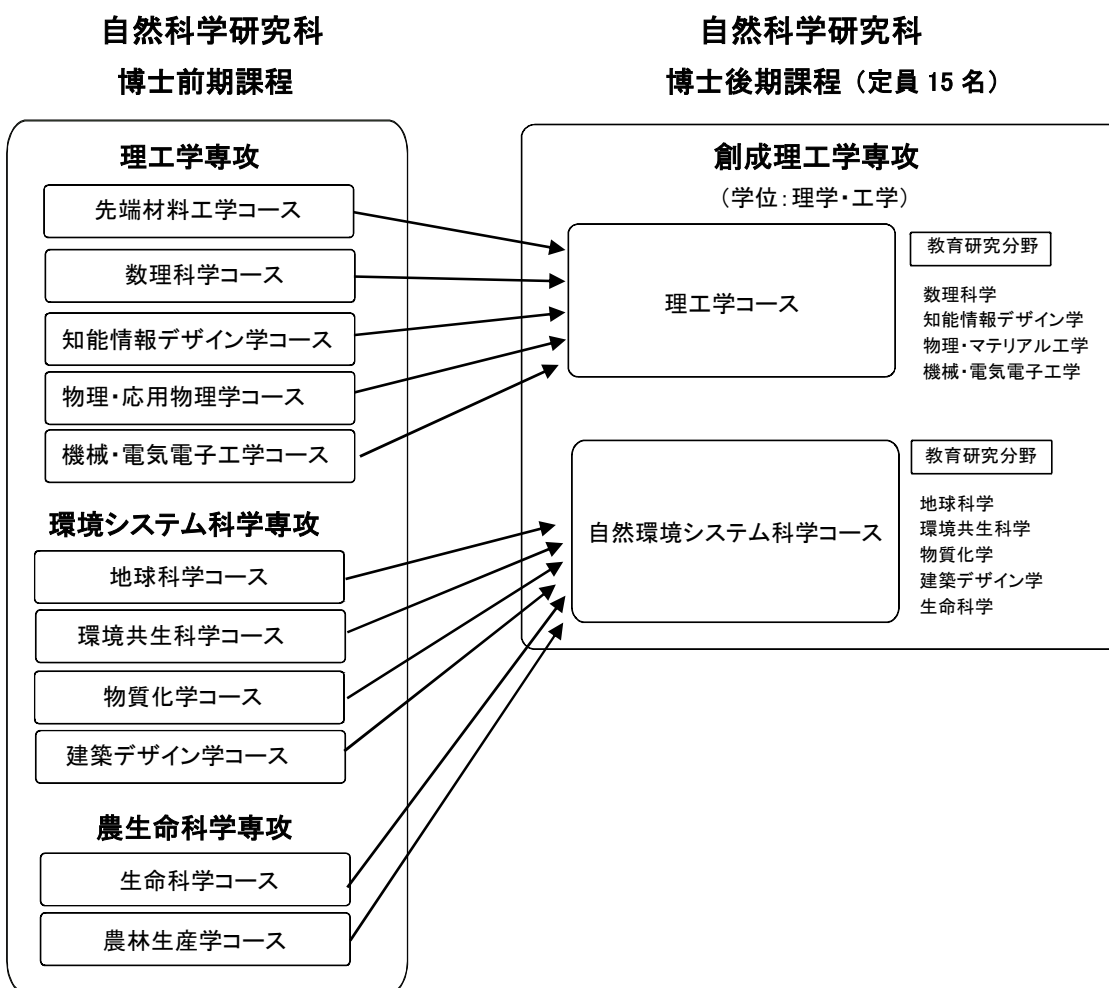 自然科学研究科
博士前期課程
理工学専攻
先端材料工学コース
数理科学コース
知能情報デザイン学コース
物理・応用物理学コース
機械・電気電子工学コース
環境システム科学専攻
地球科学コース
環境共生科学コース
物質化学コース
建築デザイン学コース
農生命科学専攻
生命科学コース
農林生産学コース
自然科学研究科
博士後期課程（定員 15 名）
創成理工学専攻
（学位：理学・工学）
理工学コース
教育研究分野
数理科学
知能情報デザイン学
物理・マテリアル工学
機械・電気電子工学
自然環境システム科学コース
教育研究分野
地球科学
環境共生科学
物質化学
建築デザイン学
生命科学